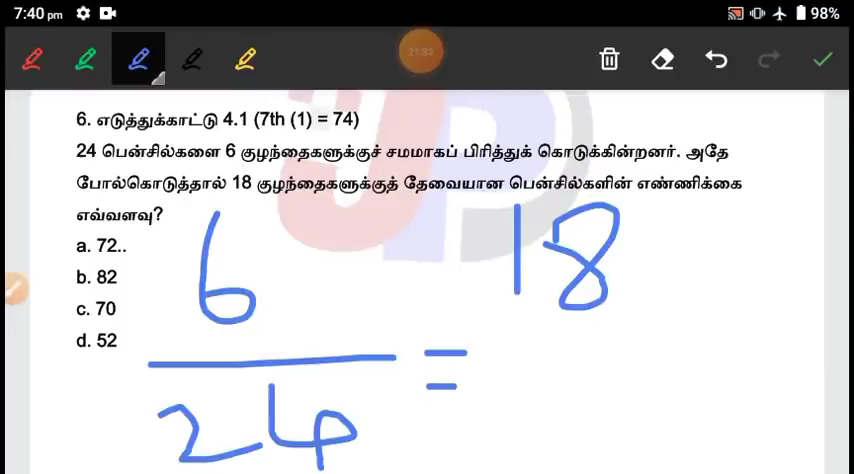 7:40 pm
98%
21:33
6. எடுத்துக்காட்டு 4.1 (7th (1) = 74)
24 பென்சில்களை 6 குழந்தைகளுக்குச் சமமாகப் பிரித்துக் கொடுக்கின்றனர். அதே
போல்கொடுத்தால் 18 குழந்தைகளுக்குத் தேவையான பென்சில்களின் எண்ணிக்கை
எவ்வளவு?
a. 72..
b. 82
c. 70
d. 52
6 18
=
24